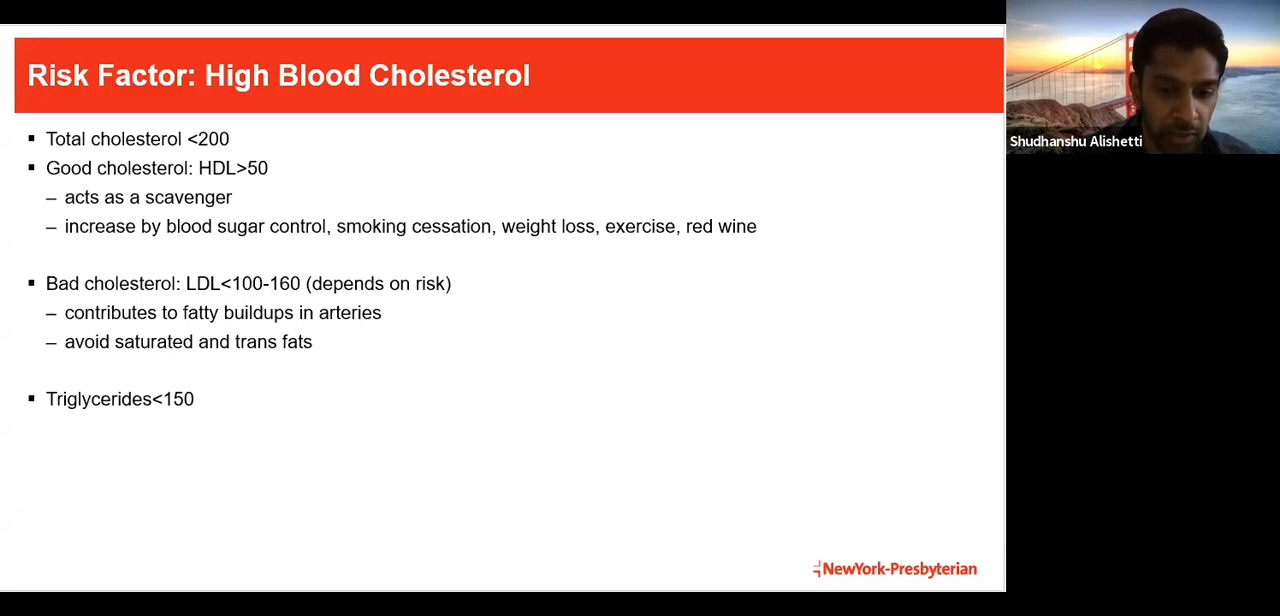 Risk Factor: High Blood Cholesterol
▪ Total cholesterol <200
▪ Good cholesterol: HDL>50
– acts as a scavenger
– increase by blood sugar control, smoking cessation, weight loss, exercise, red wine
▪ Bad cholesterol: LDL<100-160 (depends on risk)
– contributes to fatty buildups in arteries
– avoid saturated and trans fats
▪ Triglycerides<150
NewYork-Presbyterian
Shudhanshu Alishetti